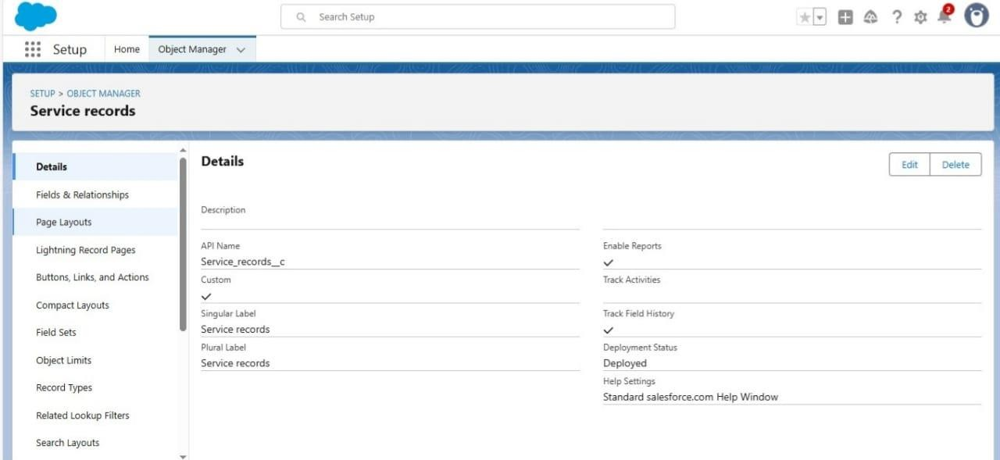 Search Setup
2
Setup
Home
Object Manager
SETUP > OBJECT MANAGER
Service records
Details
Fields & Relationships
Page Layouts
Lightning Record Pages
Buttons, Links, and Actions
Compact Layouts
Field Sets
Object Limits
Record Types
Related Lookup Filters
Search Layouts
Details
Edit
Delete
Description
API Name
Service_records__c
Custom
Singular Label
Service records
Plural Label
Service records
Enable Reports
Track Activities
Track Field History
Deployment Status
Deployed
Help Settings
Standard salesforce.com Help Window